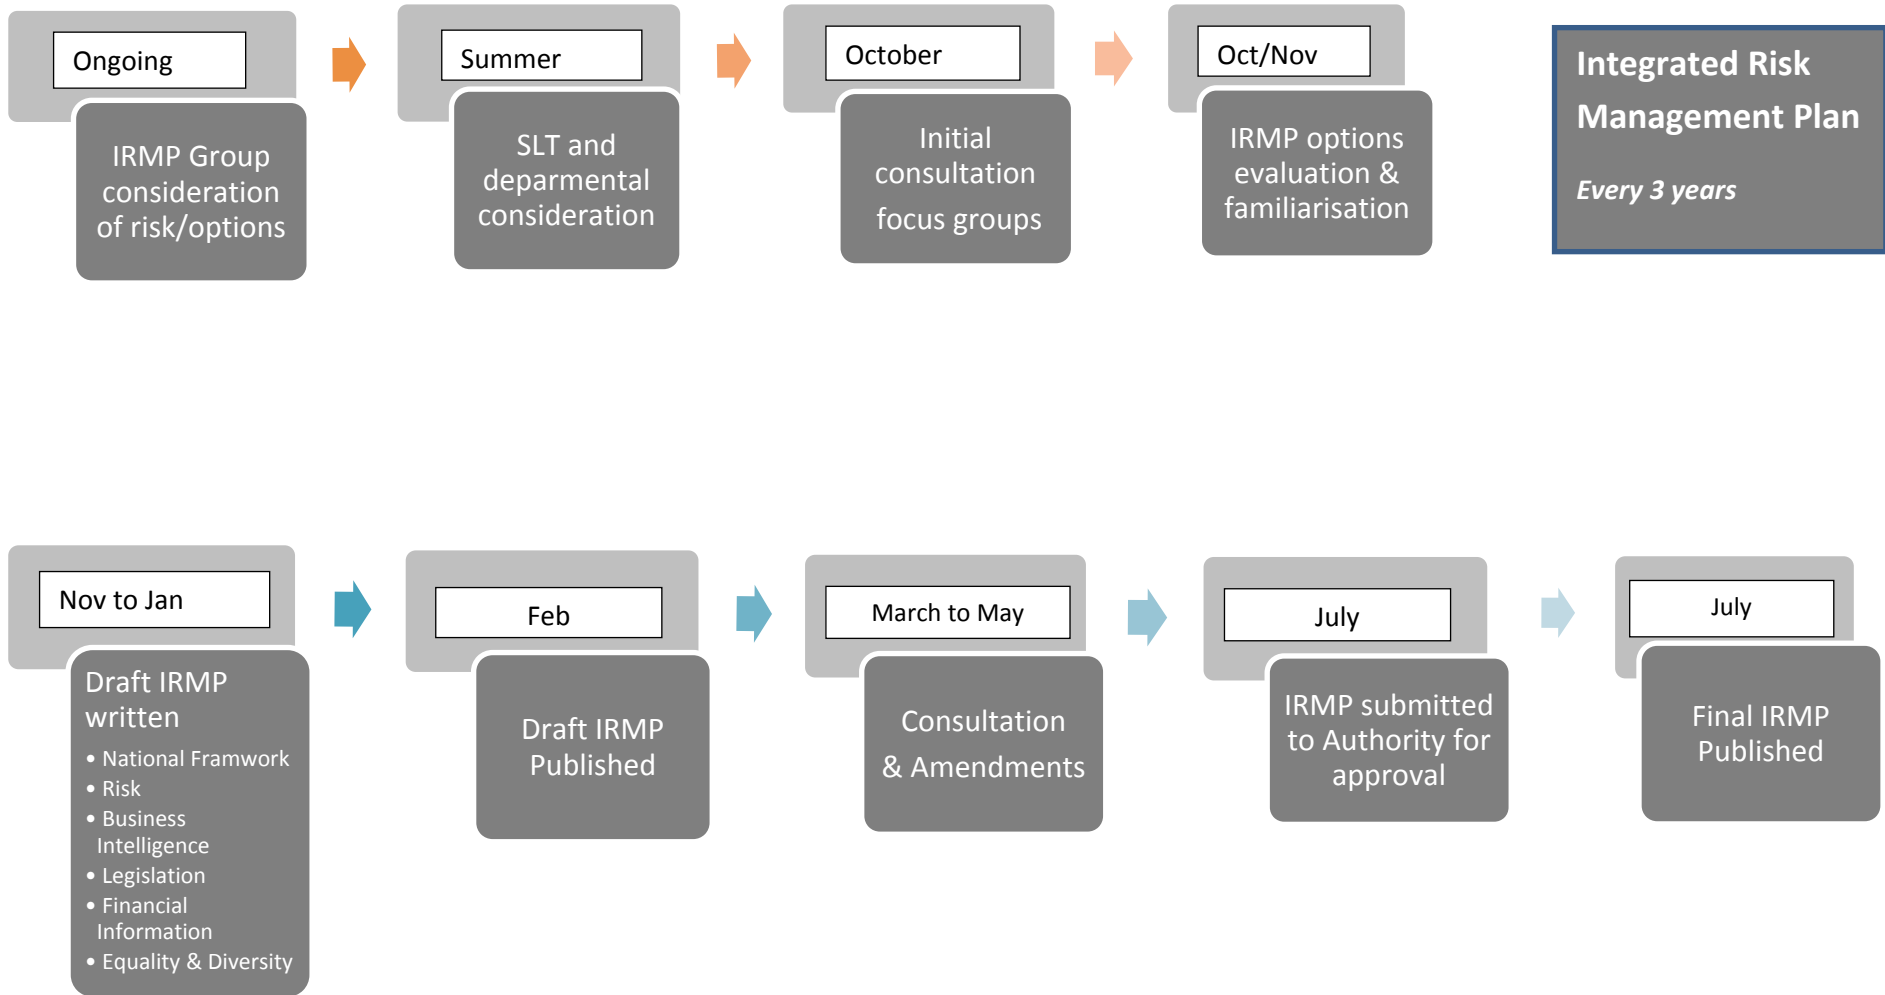 Ongoing
IRMP Group
consideration
of risk/options
Summer
SLT and
deparmental
consideration
October
Initial
consultation
focus groups
Oct/Nov
IRMP options
evaluation &
familiarisation
Integrated Risk
Management Plan
Every 3 years
Nov to Jan
Draft IRMP
written
• National Framwork
• Risk
• Business
Intelligence
• Legislation
• Financial
Information
• Equality & Diversity
Feb
Draft IRMP
Published
March to May
Consultation
& Amendments
July
IRMP submitted
to Authority for
approval
July
Final IRMP
Published